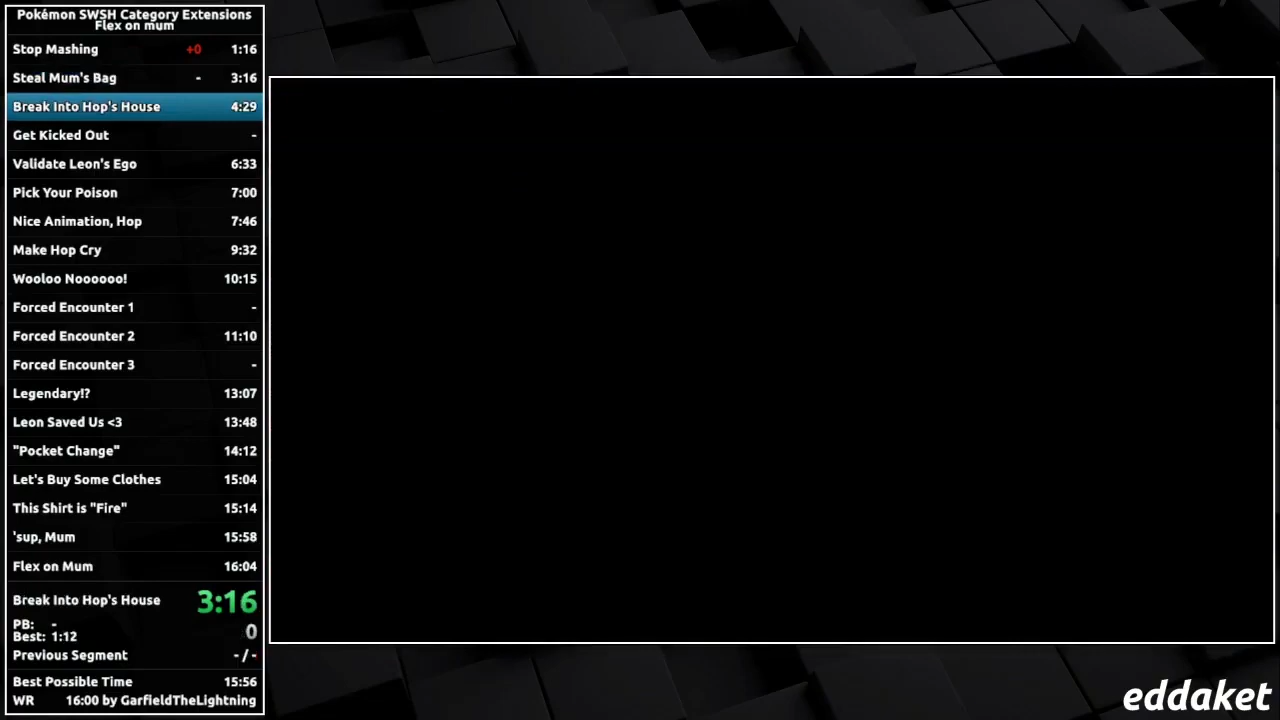 Pokémon SWSH Category Extensions
Flex on mum
Stop Mashing +0 1:16
Steal Mum's Bag - 3:16
Break Into Hop's House 4:29
Get Kicked Out -
Validate Leon's Ego 6:33
Pick Your Poison 7:00
Nice Animation, Hop 7:46
Make Hop Cry 9:32
Wooloo Noooooo! 10:15
Forced Encounter 1 -
Forced Encounter 2 11:10
Forced Encounter 3 -
Legendary!? 13:07
Leon Saved Us <3 13:48
"Pocket Change" 14:12
Let's Buy Some Clothes 15:04
This Shirt is "Fire" 15:14
'sup, Mum 15:58
Flex on Mum 16:04
Break Into Hop's House 3:16
PB: -
Best: 1:12 0
Previous Segment - / -
Best Possible Time 15:56
WR 16:00 by GarfieldTheLightning
eddaket